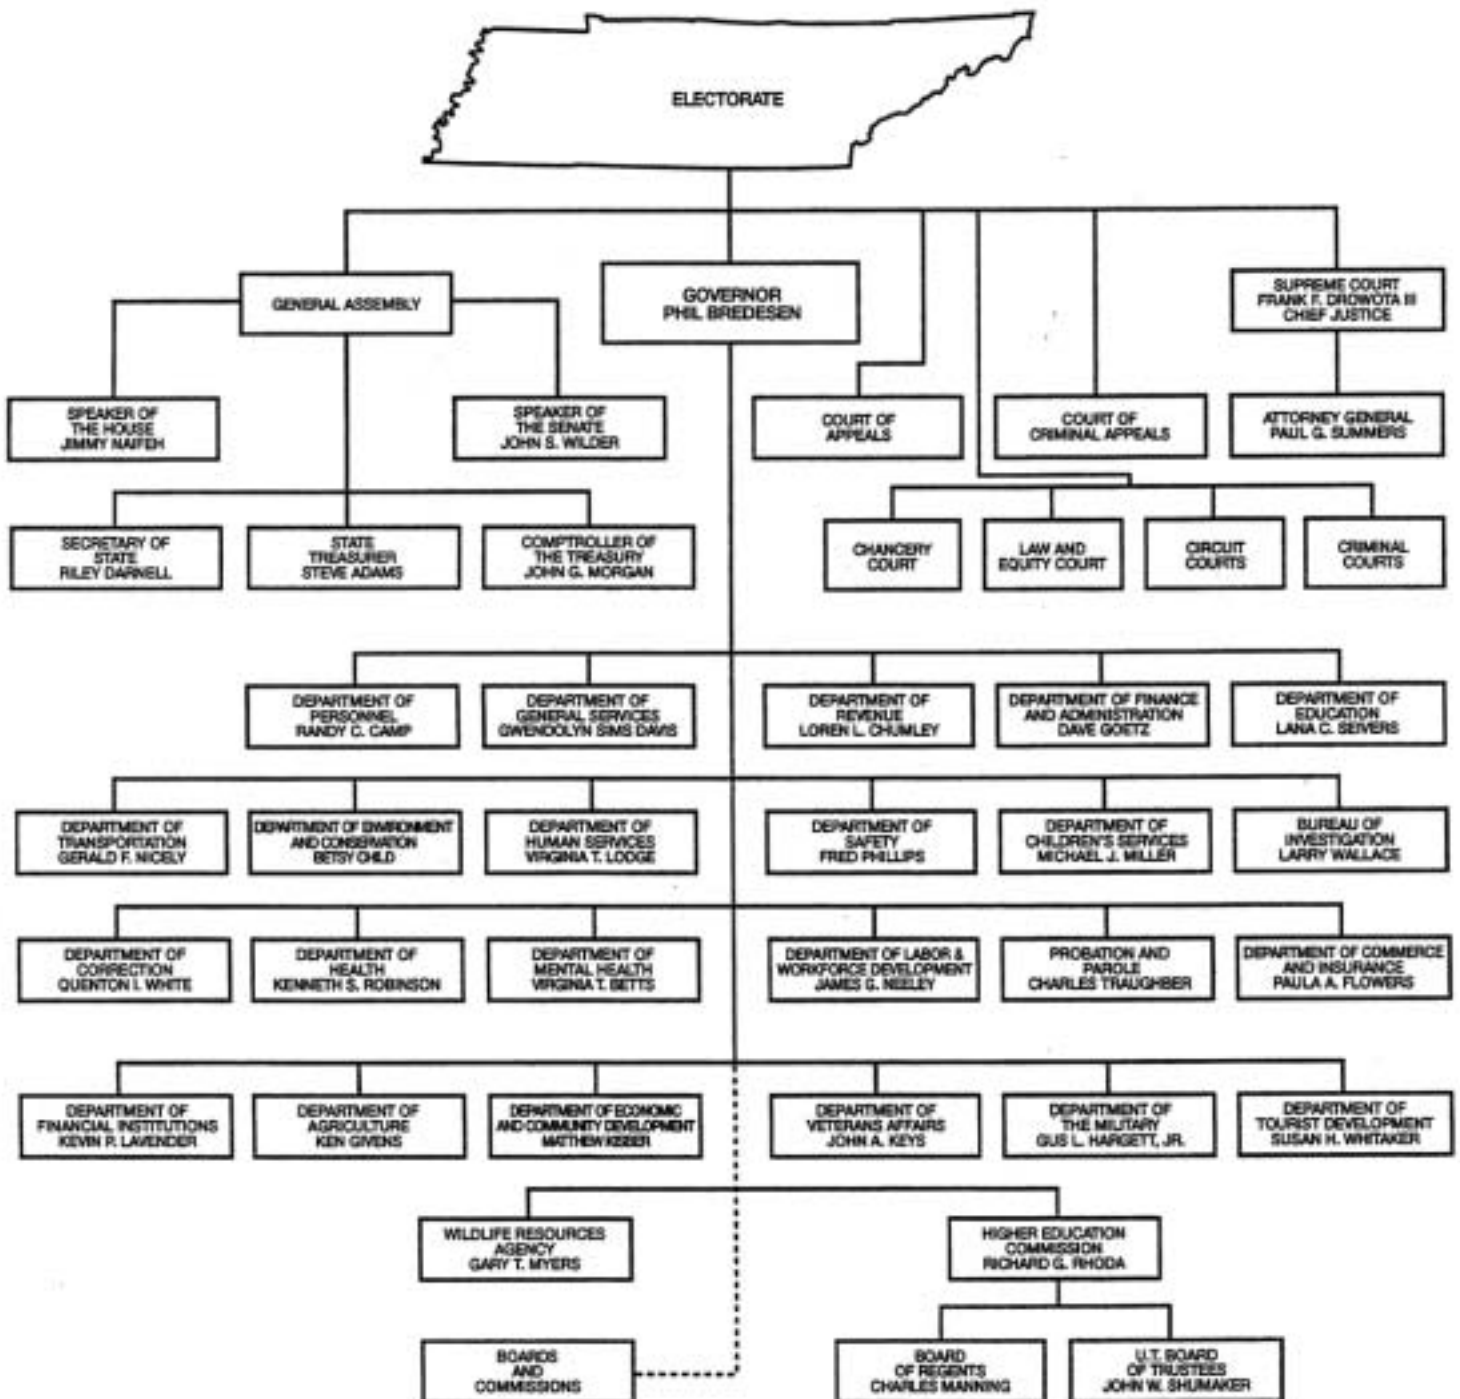 ELECTORATE
GENERAL ASSEMBLY
GOVERNOR
PHIL BREDESEN
SUPREME COURT
FRANK F. DROWOTA III
CHIEF JUSTICE
SPEAKER OF
THE HOUSE
JIMMY NAIFEH
SPEAKER OF
THE SENATE
JOHN S. WILDER
COURT OF
APPEALS
COURT OF
CRIMINAL APPEALS
ATTORNEY GENERAL
PAUL G. SUMMERS
SECRETARY OF
STATE
RILEY DARNELL
STATE
TREASURER
STEVE ADAMS
COMPTROLLER OF
THE TREASURY
JOHN G. MORGAN
CHANCERY
COURT
LAW AND
EQUITY COURT
CIRCUIT
COURTS
CRIMINAL
COURTS
DEPARTMENT OF
PERSONNEL
RANDY C. CAMP
DEPARTMENT OF
GENERAL SERVICES
GWENDOLYN SIMS DAVIS
DEPARTMENT OF
REVENUE
LOREN L. CHUMLEY
DEPARTMENT OF FINANCE
AND ADMINISTRATION
DAVE GOETZ
DEPARTMENT OF
EDUCATION
LANA C. SEIVERS
DEPARTMENT OF
TRANSPORTATION
GERALD F. NICELY
DEPARTMENT OF ENVIRONMENT
AND CONSERVATION
BETSY CHILD
DEPARTMENT OF
HUMAN SERVICES
VIRGINIA T. LODGE
DEPARTMENT OF
SAFETY
FRED PHILLIPS
DEPARTMENT OF
CHILDREN'S SERVICES
MICHAEL J. MILLER
BUREAU OF
INVESTIGATION
LARRY WALLACE
DEPARTMENT OF
CORRECTION
QUENTON I. WHITE
DEPARTMENT OF
HEALTH
KENNETH S. ROBINSON
DEPARTMENT OF
MENTAL HEALTH
VIRGINIA T. BETTS
DEPARTMENT OF LABOR &
WORKFORCE DEVELOPMENT
JAMES G. NEELEY
PROBATION AND
PAROLE
CHARLES TRAUGHBER
DEPARTMENT OF COMMERCE
AND INSURANCE
PAULA A. FLOWERS
DEPARTMENT OF
FINANCIAL INSTITUTIONS
KEVIN P. LAVENDER
DEPARTMENT OF
AGRICULTURE
KEN GIVENS
DEPARTMENT OF ECONOMIC
AND COMMUNITY DEVELOPMENT
MATTHEW KISBER
DEPARTMENT OF
VETERANS AFFAIRS
JOHN A. KEYS
DEPARTMENT OF
THE MILITARY
GUS L. HARGETT, JR.
DEPARTMENT OF
TOURIST DEVELOPMENT
SUSAN H. WHITAKER
WILDLIFE RESOURCES
AGENCY
GARY T. MYERS
HIGHER EDUCATION
COMMISSION
RICHARD G. RHODA
BOARDS
AND
COMMISSIONS
BOARD
OF REGENTS
CHARLES MANNING
U.T. BOARD
OF TRUSTEES
JOHN W. SHUMAKER